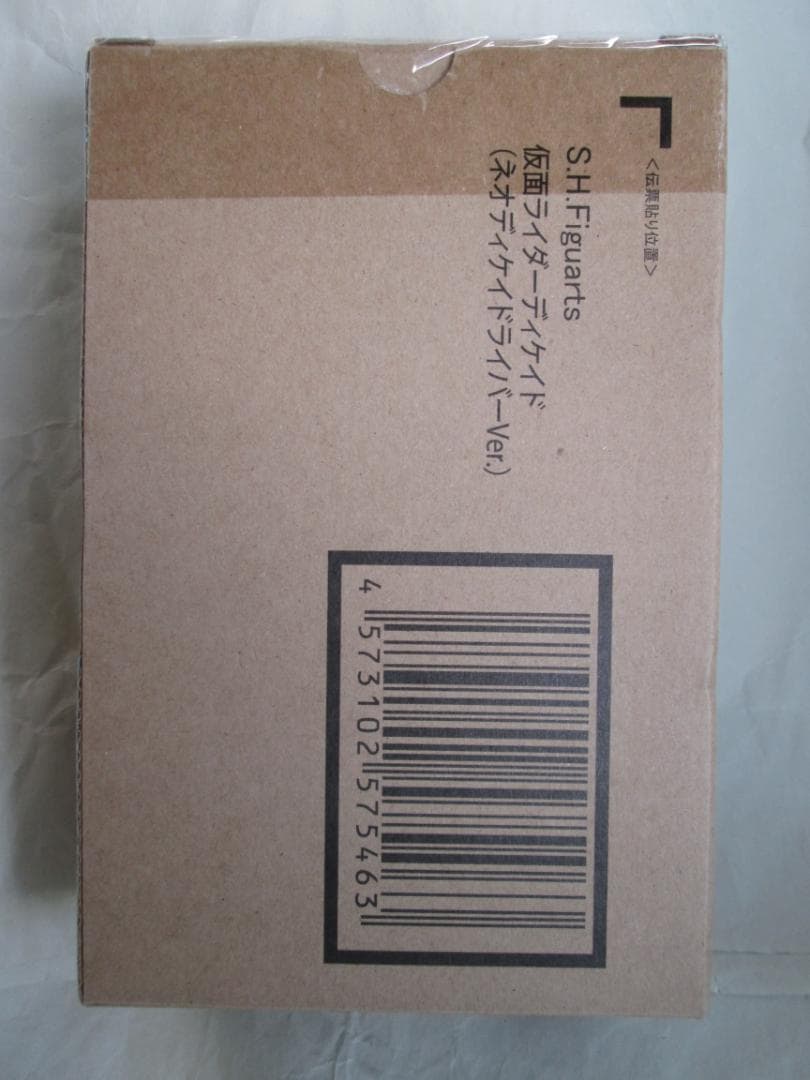 <伝票貼り位置>
S.H.Figuarts
仮面ライダーディケイド
(ネオディケイドライバーVer.)
4 573102 575463